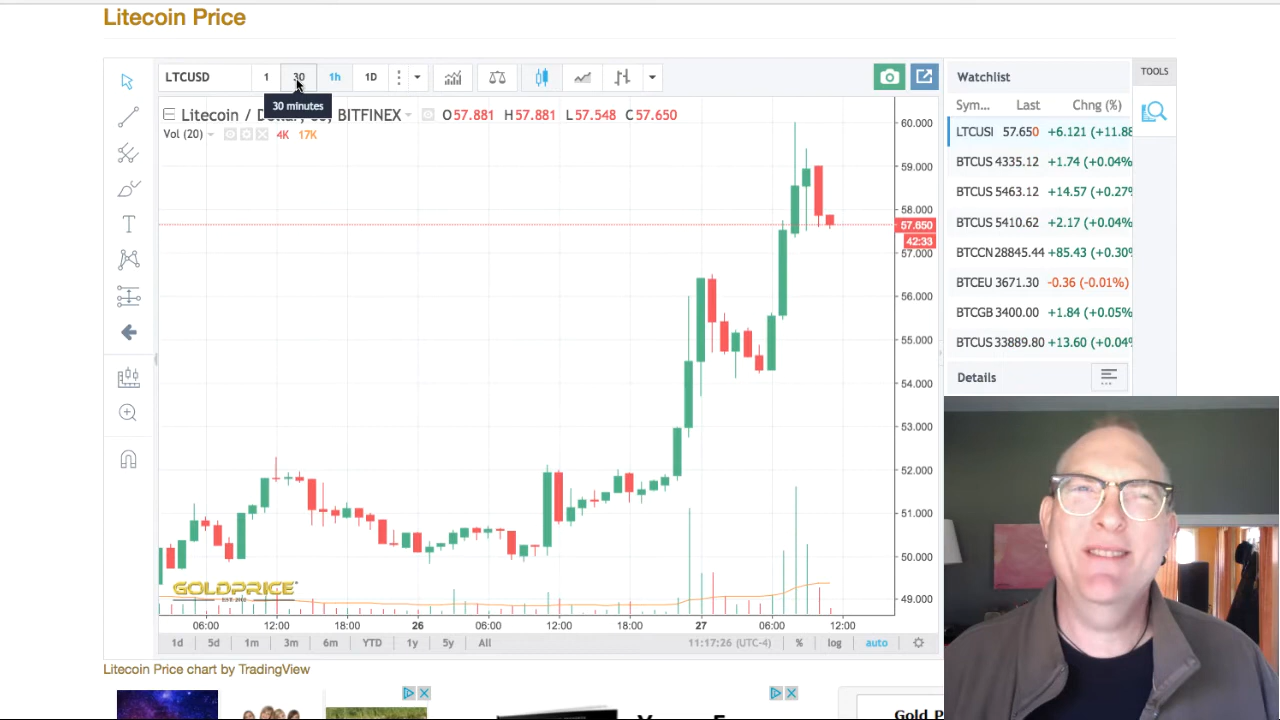 Litecoin Price
LTCUSD 1 30 1h 1D
30 minutes
Litecoin / BITFINEX O57.881 H57.881 L57.548 C57.650
Vol (20) 4K 17K
60.000
59.000
58.000
57.650
42:33
57.000
56.000
55.000
54.000
53.000
52.000
51.000
50.000
49.000
GOLDPRICE
06:00 12:00 18:00 26 06:00 12:00 18:00 27 06:00 12:00
1d 5d 1m 3m 6m YTD 1y 5y All 11:17:26 (UTC-4) % log auto
Litecoin Price chart by TradingView
Watchlist
TOOLS
Sym... Last Chng (%)
LTCUSI 57.650 +6.121 (+11.88
BTCUS 4335.12 +1.74 (+0.04%
BTCUS 5463.12 +14.57 (+0.27%
BTCUS 5410.62 +2.17 (+0.04%
BTCCN 28845.44 +85.43 (+0.30%
BTCEU 3671.30 -0.36 (-0.01%)
BTCGB 3400.00 +1.84 (+0.05%
BTCUS 33889.80 +13.60 (+0.04%
Details
Gold P